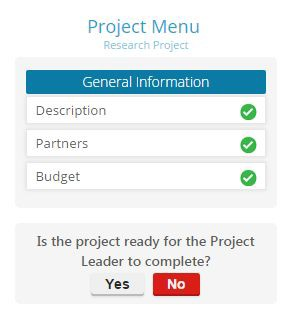 Project Menu
Research Project
General Information
Description
Partners
Budget
Is the project ready for the Project
Leader to complete?
Yes No